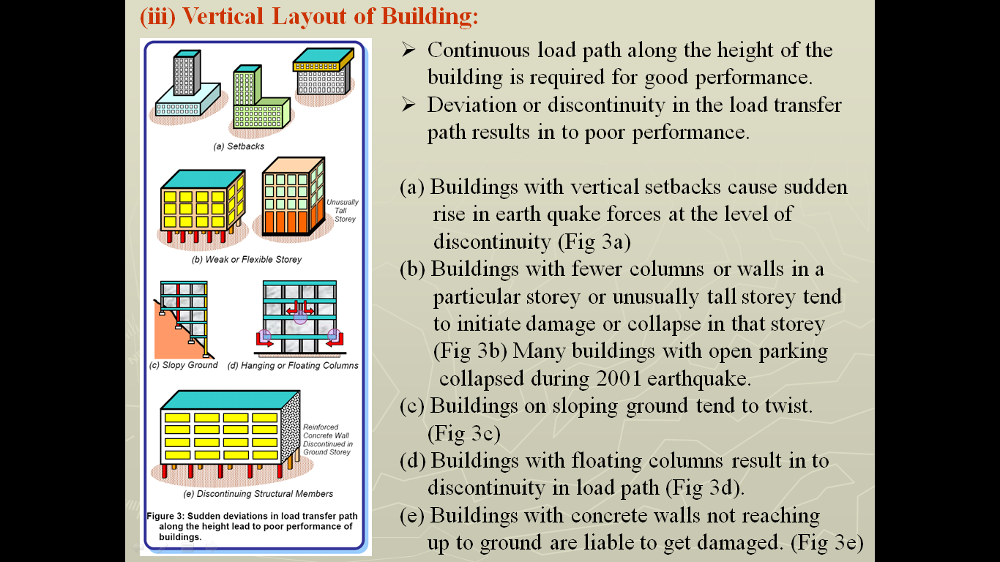 (iii) Vertical Layout of Building:
(a) Setbacks
Unusually
Tall
Storey
(b) Weak or Flexible Storey
(c) Slopy Ground
(d) Hanging or Floating Columns
Reinforced
Concrete Wall
Discontinued in
Ground Storey
(e) Discontinuing Structural Members
Figure 3: Sudden deviations in load transfer path
along the height lead to poor performance of
buildings.
➢ Continuous load path along the height of the
building is required for good performance.
➢ Deviation or discontinuity in the load transfer
path results in to poor performance.
(a) Buildings with vertical setbacks cause sudden
rise in earth quake forces at the level of
discontinuity (Fig 3a)
(b) Buildings with fewer columns or walls in a
particular storey or unusually tall storey tend
to initiate damage or collapse in that storey
(Fig 3b) Many buildings with open parking
collapsed during 2001 earthquake.
(c) Buildings on sloping ground tend to twist.
(Fig 3c)
(d) Buildings with floating columns result in to
discontinuity in load path (Fig 3d).
(e) Buildings with concrete walls not reaching
up to ground are liable to get damaged. (Fig 3e)